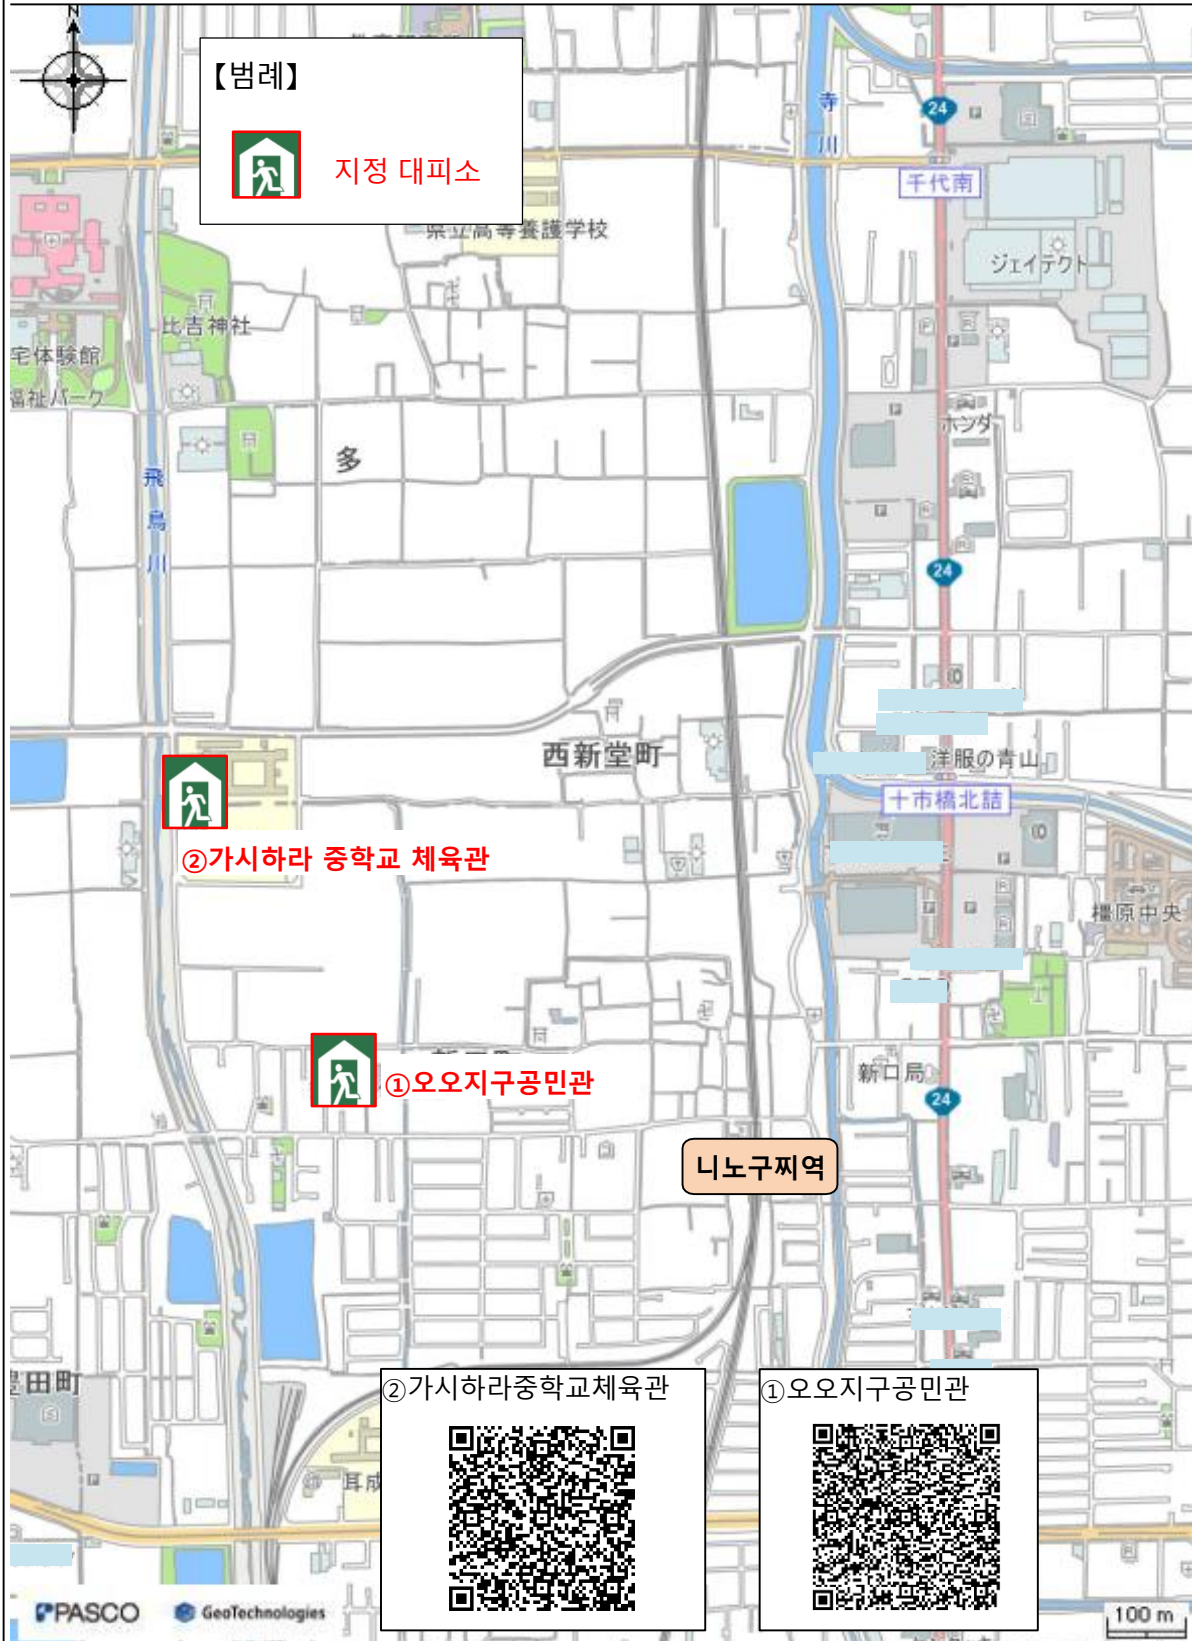 N
【범례】
지정 대피소
寺川
24
千代南
県立高等養護学校
ジェイテクト
比吉神社
宅体験館
福祉パーク
ホンダ
多
飛鳥川
24
西新堂町
洋服の青山
十市橋北詰
②가시하라 중학교 체육관
橿原中央
①오오지구공민관
新口局
24
니노구찌역
豊田町
②가시하라중학교체육관
①오오지구공민관
耳成
PASCO
GeoTechnologies
100 m